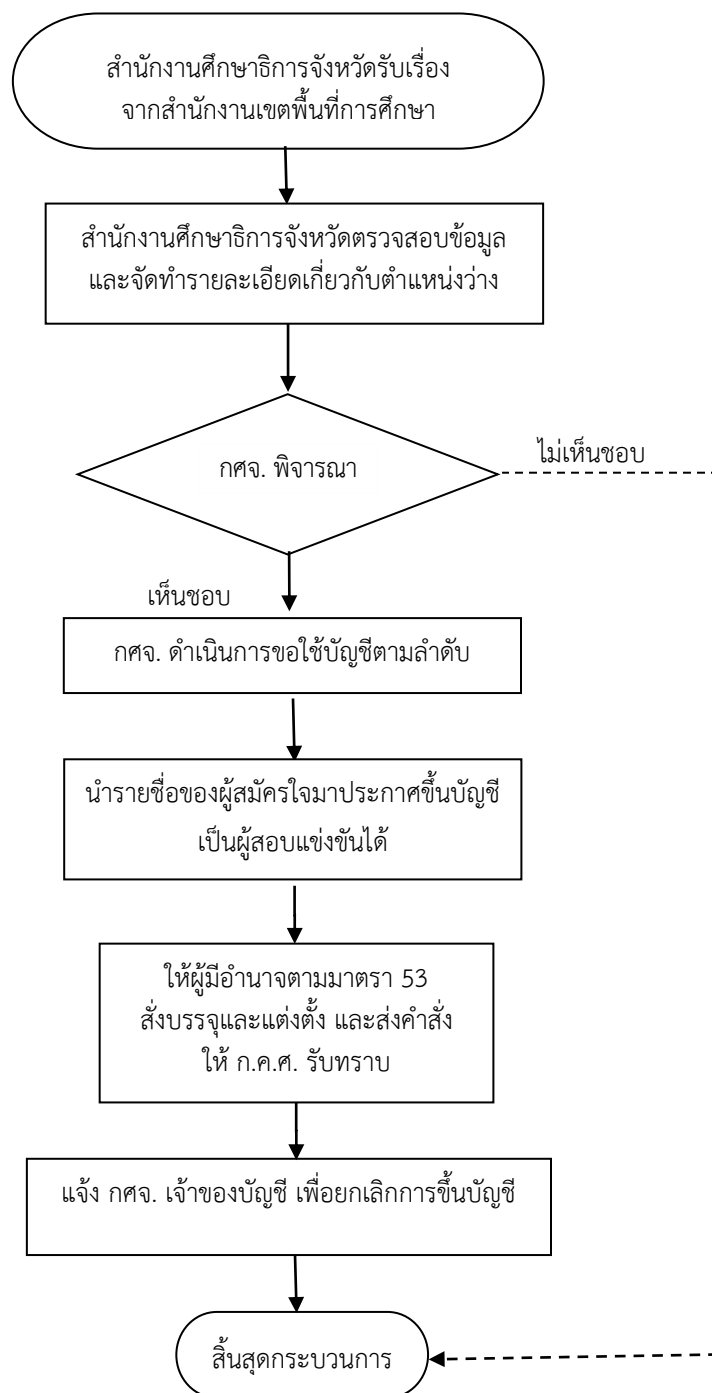 สำนักงานศึกษาธิการจังหวัดรับเรื่อง
จากสำนักงานเขตพื้นที่การศึกษา
สำนักงานศึกษาธิการจังหวัดตรวจสอบข้อมูล
และจัดทำรายละเอียดเกี่ยวกับตำแหน่งว่าง
กศจ. พิจารณา
ไม่เห็นชอบ
เห็นชอบ
กศจ. ดำเนินการขอใช้บัญชีตามลำดับ
นำรายชื่อของผู้สมัครใจมาประกาศขึ้นบัญชี
เป็นผู้สอบแข่งขันได้
ให้ผู้มีอำนาจตามมาตรา 53
สั่งบรรจุและแต่งตั้ง และส่งคำสั่ง
ให้ ก.ค.ศ. รับทราบ
แจ้ง กศจ. เจ้าของบัญชี เพื่อยกเลิกการขึ้นบัญชี
สิ้นสุดกระบวนการ